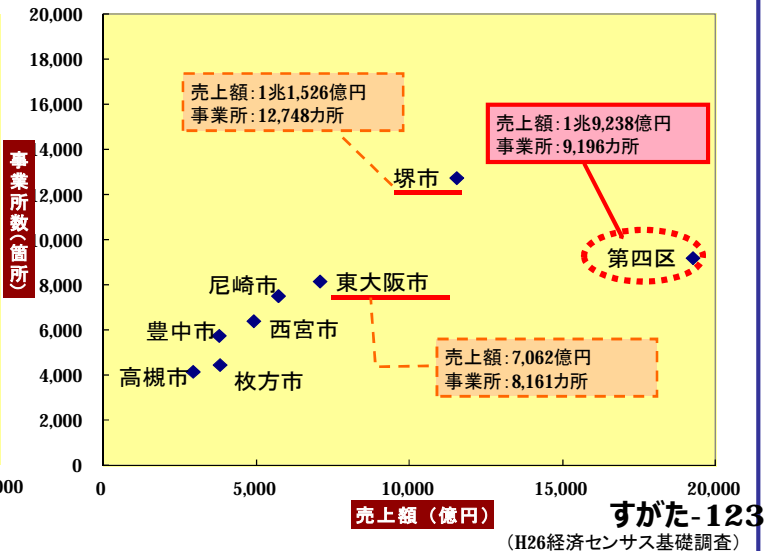 20,000
18,000
16,000
14,000
12,000
10,000
8,000
6,000
4,000
2,000
0
事業所数(箇所)
売上額:1兆1,526億円
事業所:12,748カ所
売上額:1兆9,238億円
事業所:9,196カ所
堺市
第四区
尼崎市
東大阪市
豊中市
西宮市
高槻市
枚方市
売上額:7,062億円
事業所:8,161カ所
000
0
5,000
10,000
15,000
20,000
売上額(億円)
すがた-123
(H26経済センサス基礎調査)